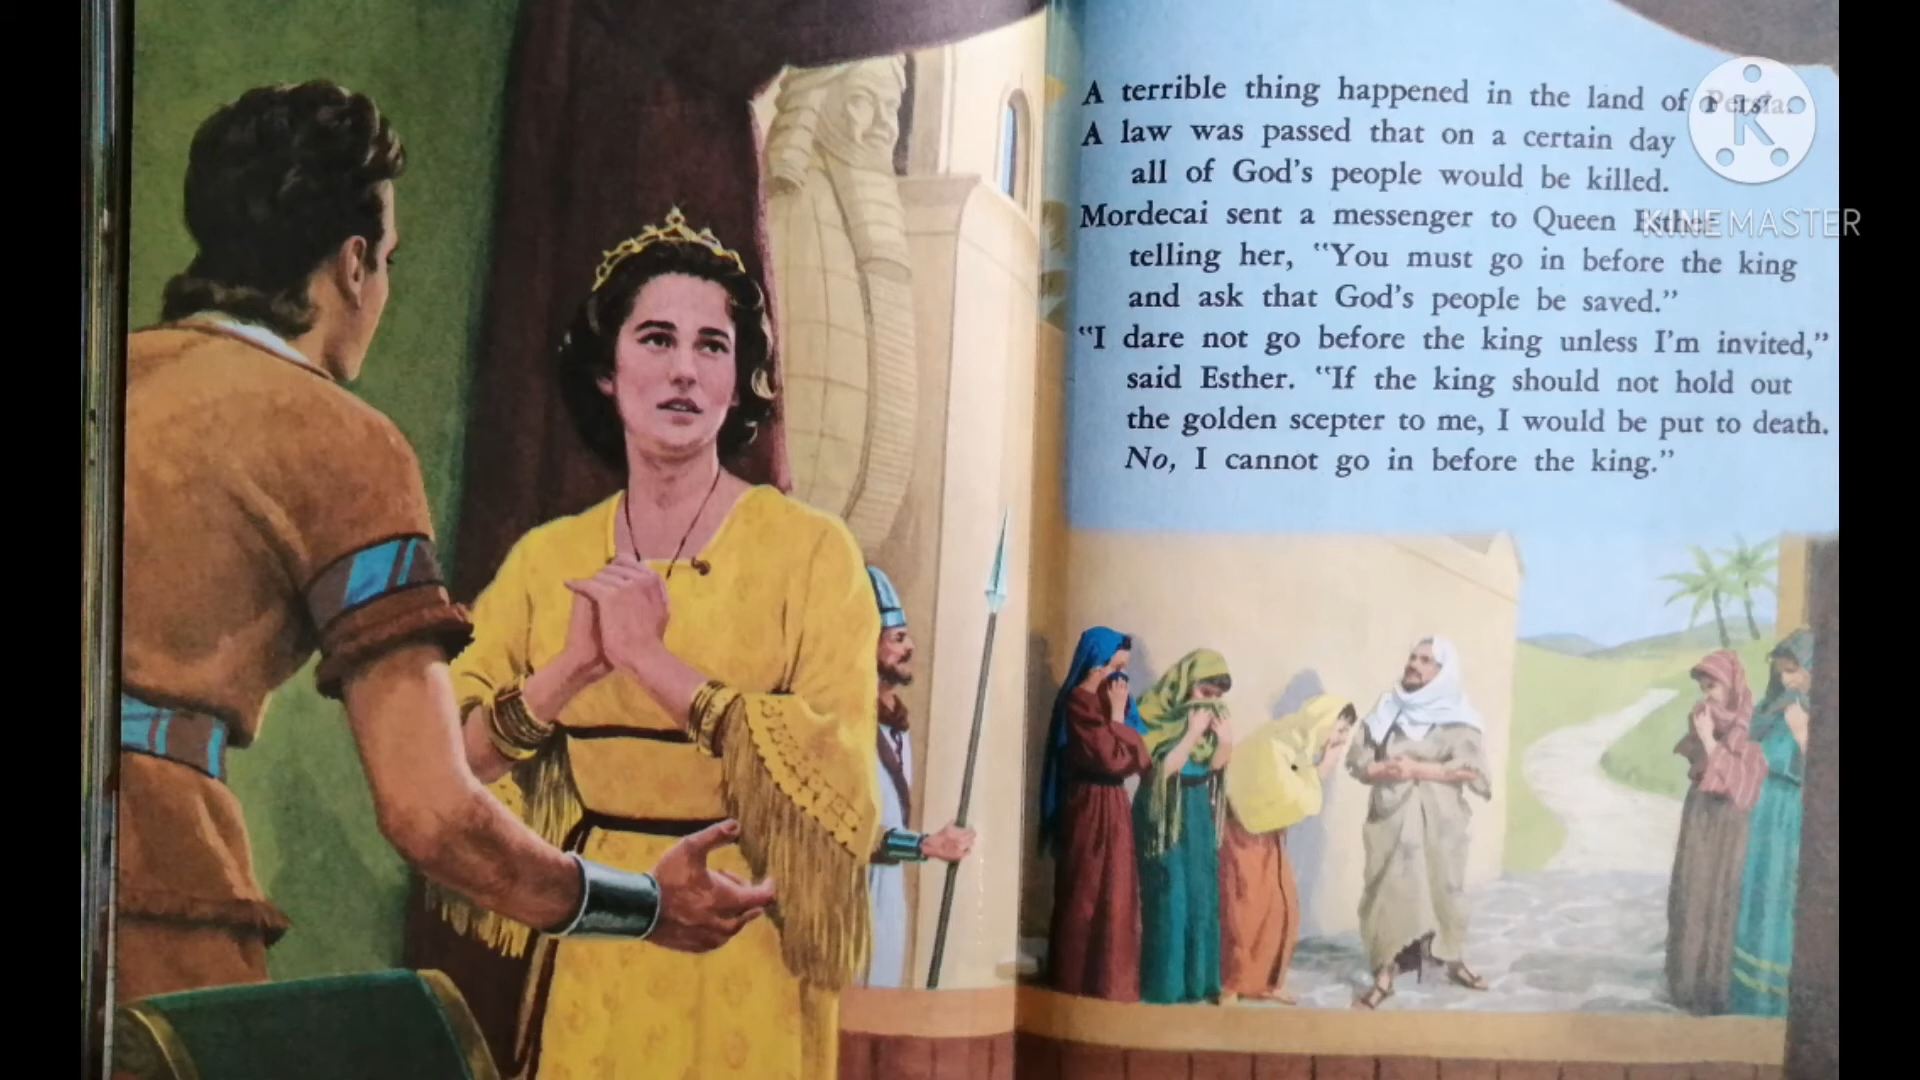 A terrible thing happened in the land of Persia.
A law was passed that on a certain day
all of God's people would be killed.
Mordecai sent a messenger to Queen Esther
telling her, "You must go in before the king
and ask that God's people be saved."
"I dare not go before the king unless I'm invited,"
said Esther. "If the king should not hold out
the golden scepter to me, I would be put to death.
No, I cannot go in before the king."
K
KINEMASTER